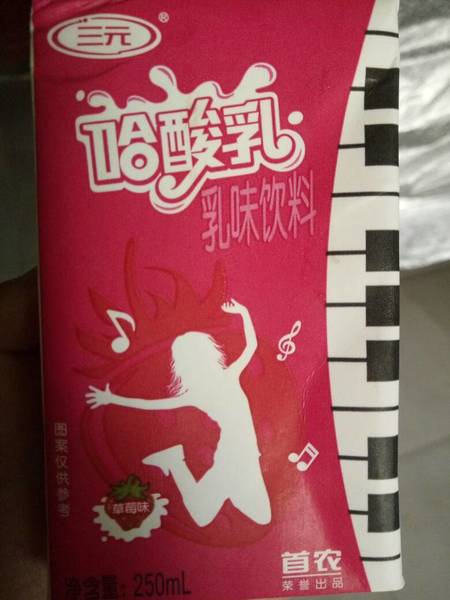 三元®
哈酸乳
乳味饮料
图案仅供参考
草莓味
首农
荣誉出品
净含量: 250mL